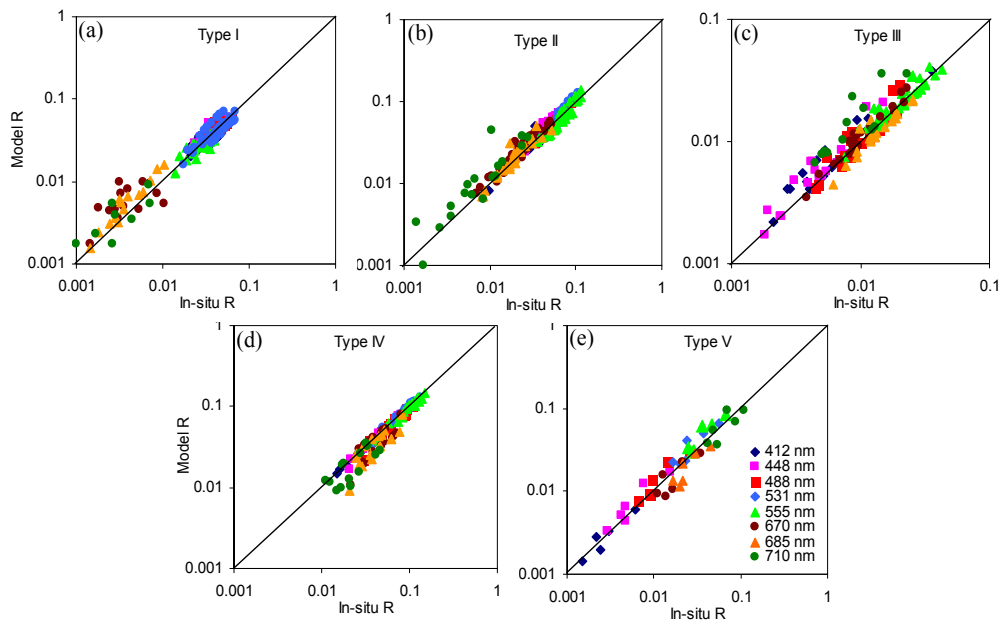 (a)
Type I
1
0.1
0.01
0.001
0.001
0.01
0.1
1
Model R
In-situ R
(b)
Type II
1
0.1
0.01
0.001
0.001
0.01
0.1
1
In-situ R
(c)
Type III
0.1
0.01
0.001
0.001
0.01
0.1
In-situ R
(d)
Type IV
1
0.1
0.01
0.001
0.001
0.01
0.1
1
Model R
In-situ R
(e)
Type V
1
0.1
0.01
0.001
0.001
0.01
0.1
1
In-situ R
412 nm
448 nm
488 nm
531 nm
555 nm
670 nm
685 nm
710 nm